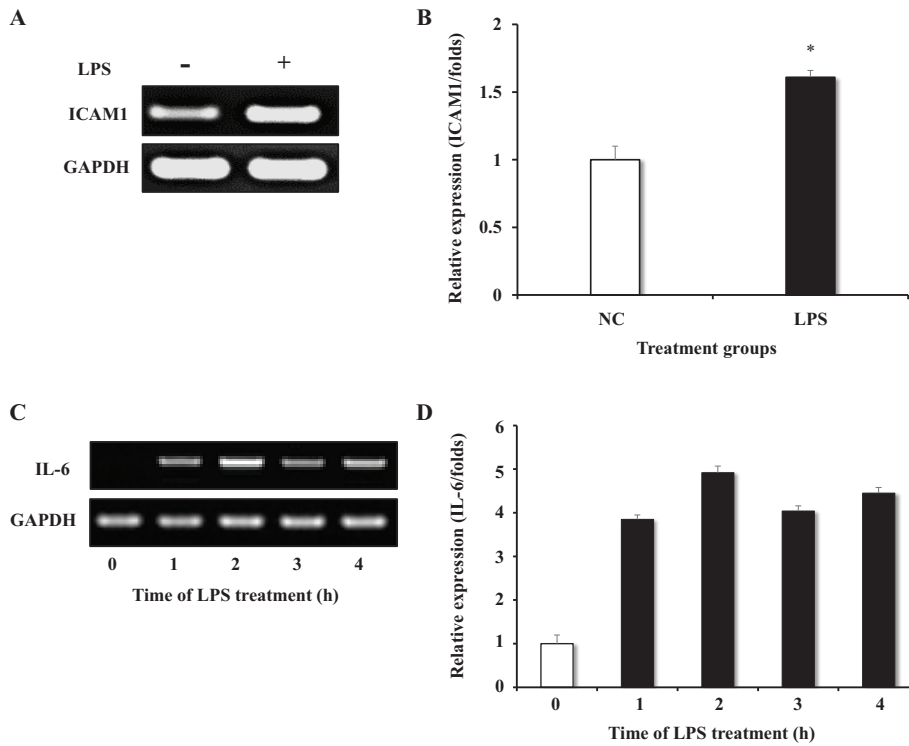 A
LPS - +
ICAM1
GAPDH
B
Relative expression (ICAM1/folds)
2
1.5
1
0.5
0
*
NC LPS
Treatment groups
C
IL-6
GAPDH
0 1 2 3 4
Time of LPS treatment (h)
D
Relative expression (IL-6/folds)
6
5
4
3
2
1
0
0 1 2 3 4
Time of LPS treatment (h)